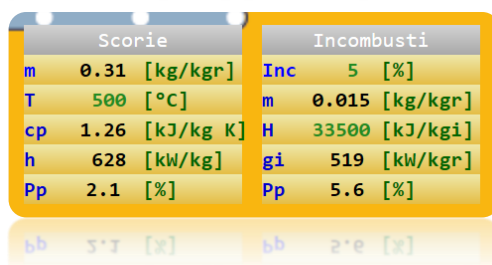 Scorie
m 0.31 [kg/kgr]
T 500 [°C]
cp 1.26 [kJ/kg K]
h 628 [kW/kg]
Pp 2.1 [%]
Incombusti
Inc 5 [%]
m 0.015 [kg/kgr]
H 33500 [kJ/kgi]
gi 519 [kW/kgr]
Pp 5.6 [%]